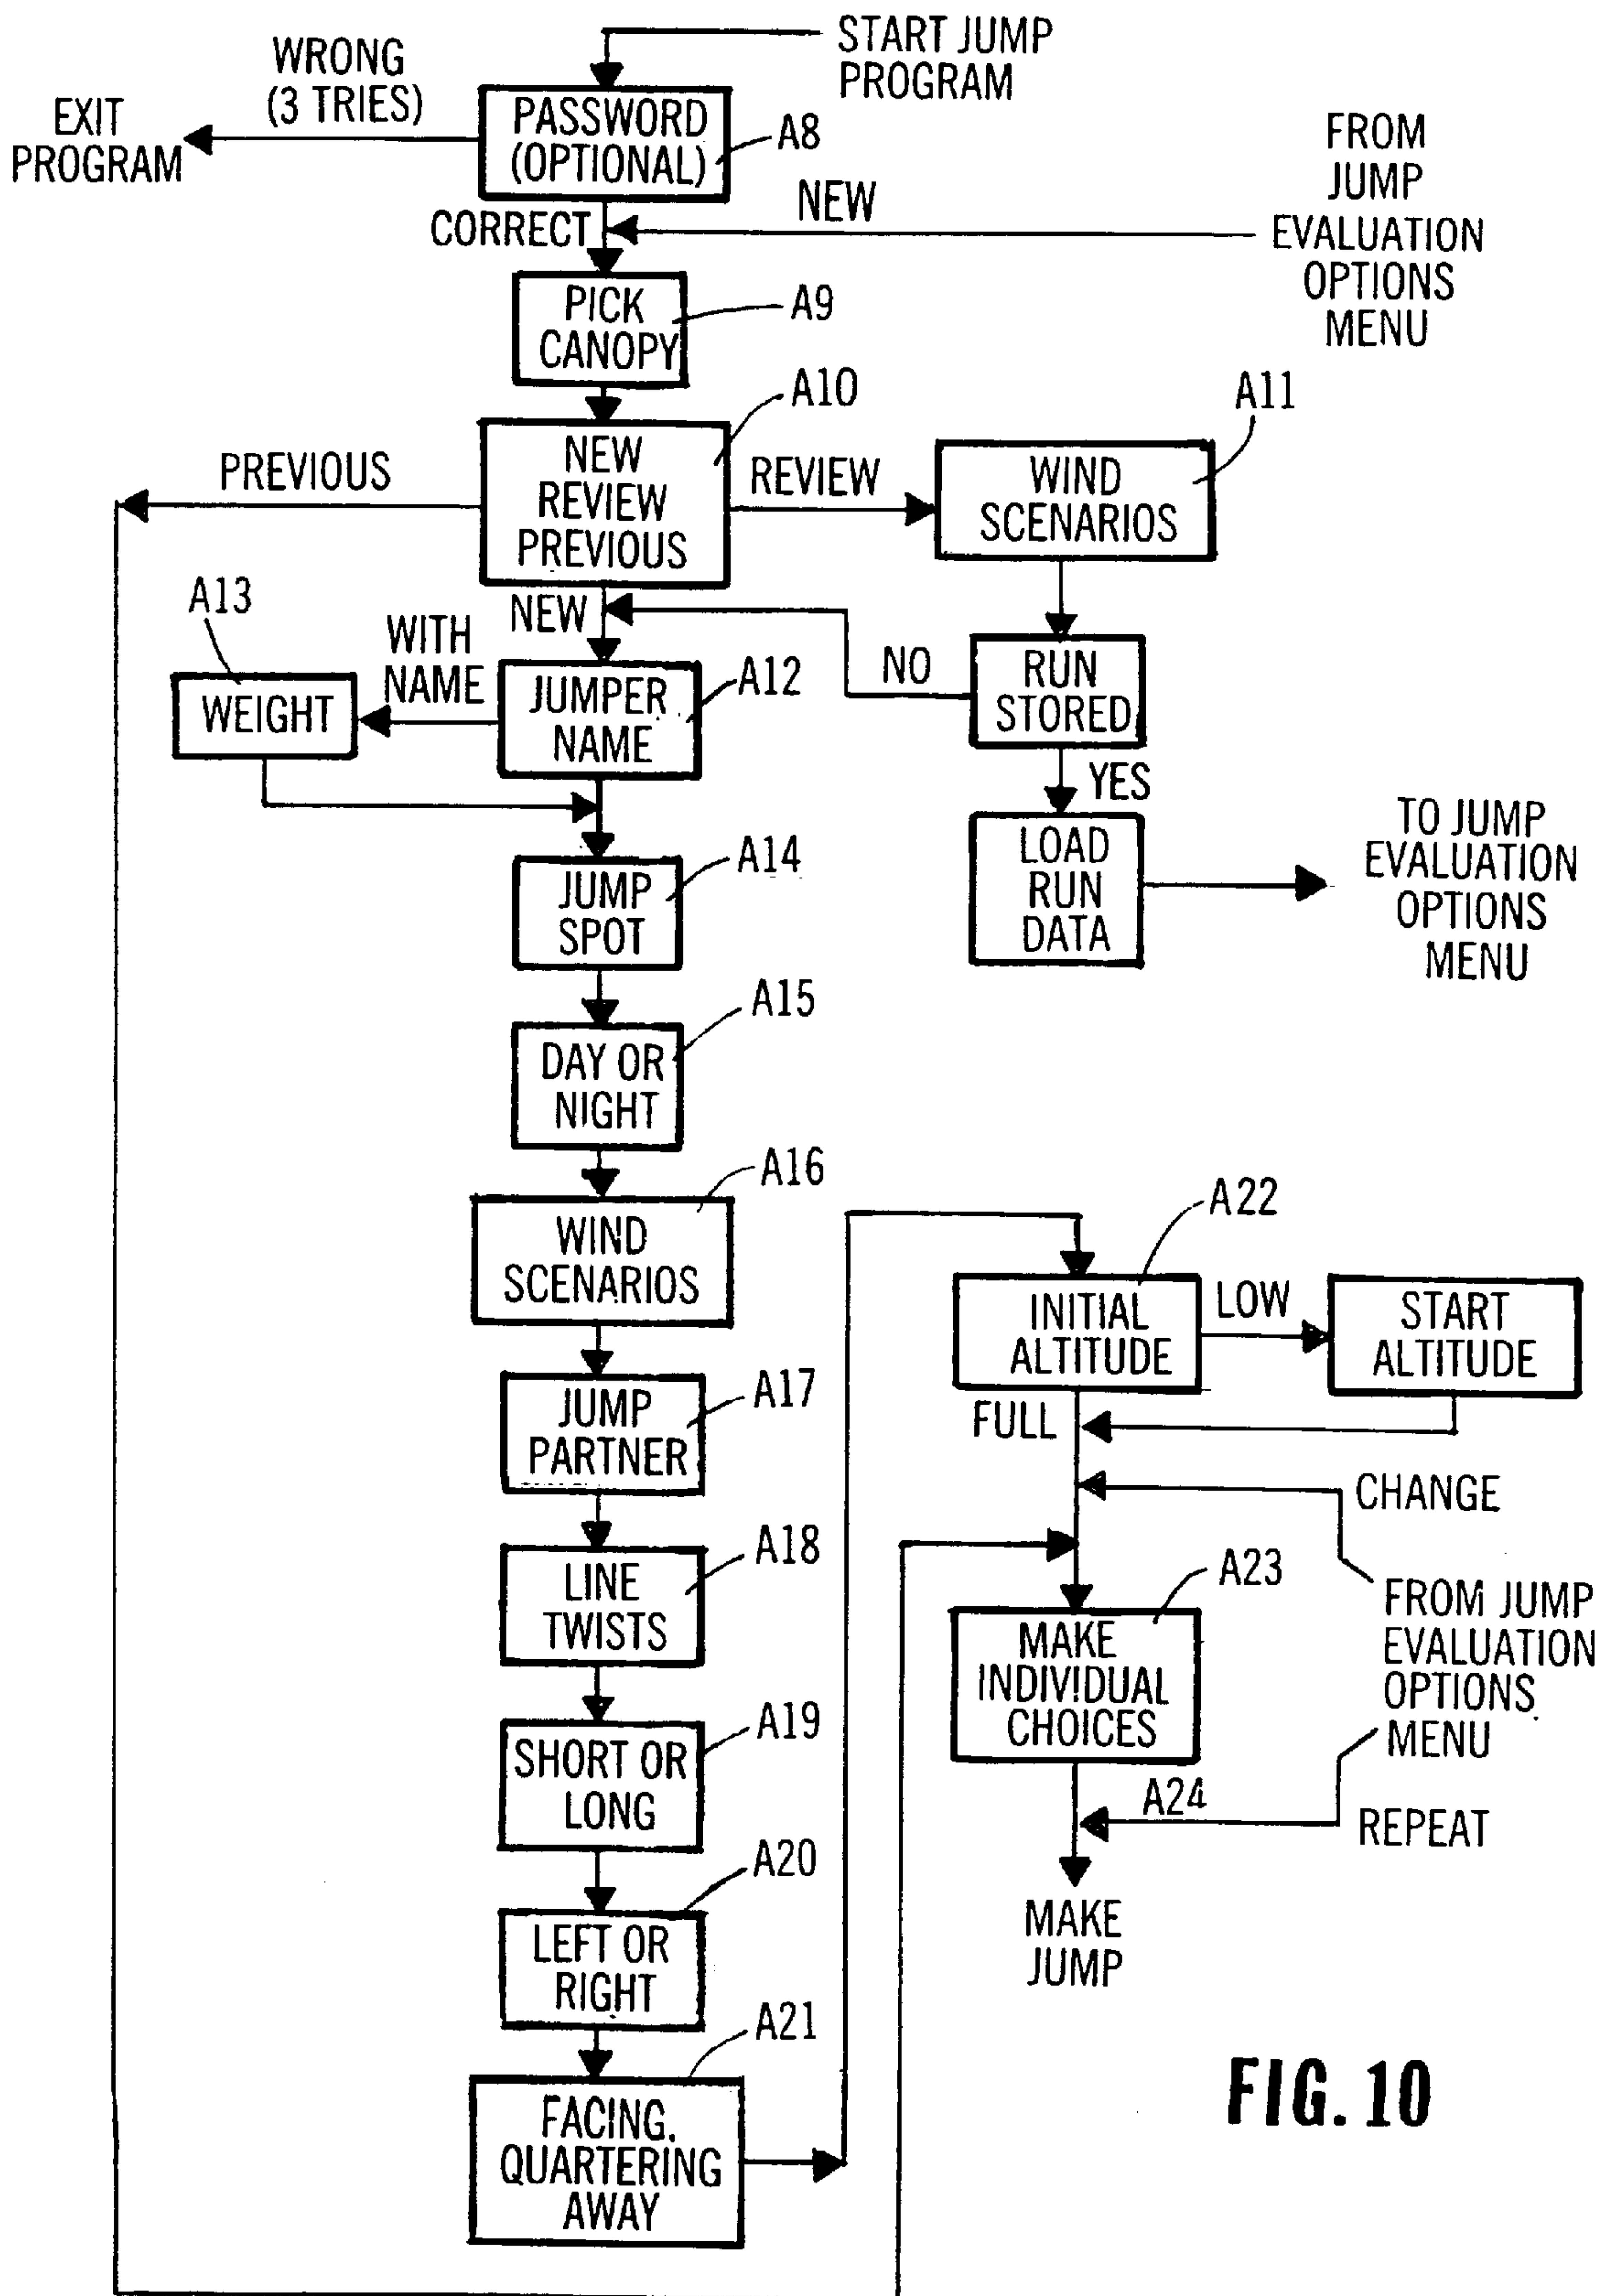 START JUMP
PROGRAM
WRONG
(3 TRIES)
EXIT
PROGRAM
PASSWORD
(OPTIONAL)
A8
FROM
JUMP
EVALUATION
OPTIONS
MENU
NEW
CORRECT
PICK
CANOPY
A9
A10
NEW
REVIEW
PREVIOUS
PREVIOUS
REVIEW
A11
WIND
SCENARIOS
A13
WITH
NAME
NEW
WEIGHT
JUMPER
NAME
A12
NO
RUN
STORED
YES
LOAD
RUN
DATA
TO JUMP
EVALUATION
OPTIONS
MENU
A14
JUMP
SPOT
A15
DAY OR
NIGHT
A16
WIND
SCENARIOS
A17
JUMP
PARTNER
A18
LINE
TWISTS
A19
SHORT OR
LONG
A20
LEFT OR
RIGHT
A21
FACING.
QUARTERING
AWAY
A22
INITIAL
ALTITUDE
LOW
START
ALTITUDE
FULL
CHANGE
A23
MAKE
INDIVIDUAL
CHOICES
FROM JUMP
EVALUATION
OPTIONS
MENU
A24
REPEAT
MAKE
JUMP
FIG. 10